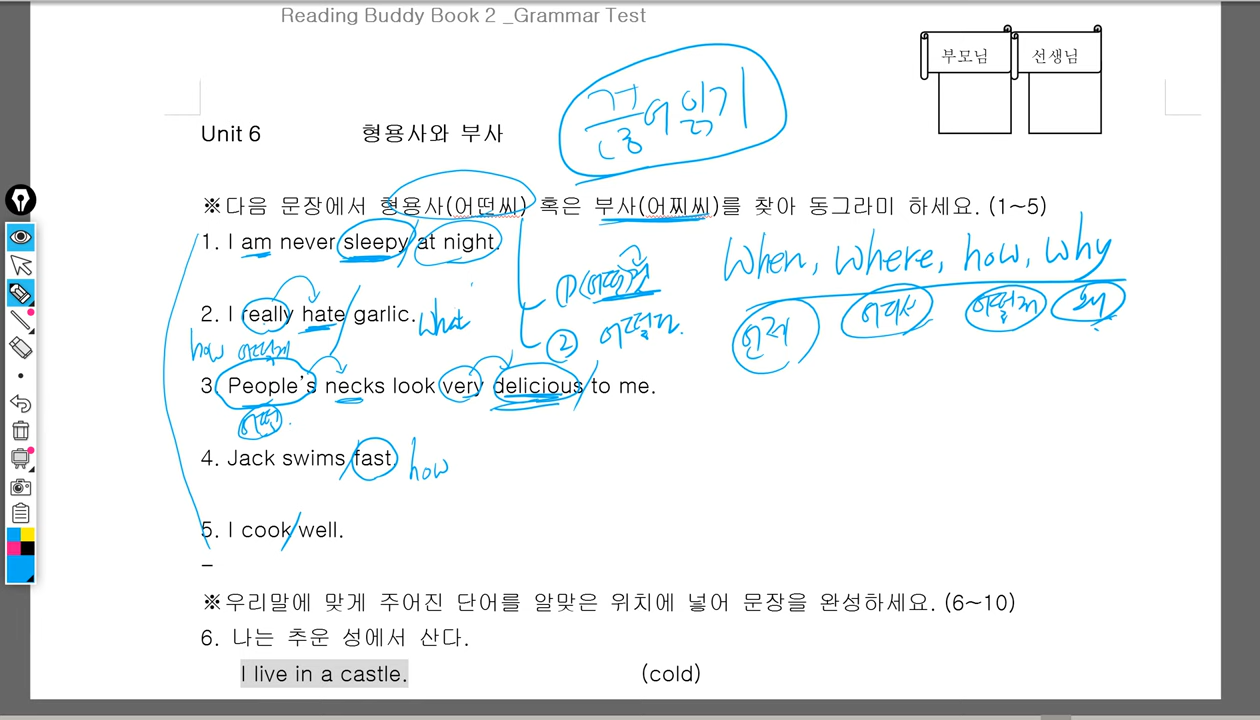 Reading Buddy Book 2 _Grammar Test
부모님 선생님
끊어 읽기
Unit 6 형용사와 부사
※다음 문장에서 형용사(어떤씨) 혹은 부사(어찌씨)를 찾아 동그라미 하세요. (1~5)
1. I am never sleepy at night.
when, where, how, why
①
언제 어디서 어떻게 왜
2. I really hate garlic. what
② 어떻게
how 어떻게
3. People's necks look very delicious to me.
어떤
4. Jack swims fast. how
5. I cook well.
–
※우리말에 맞게 주어진 단어를 알맞은 위치에 넣어 문장을 완성하세요. (6~10)
6. 나는 추운 성에서 산다.
I live in a castle. (cold)